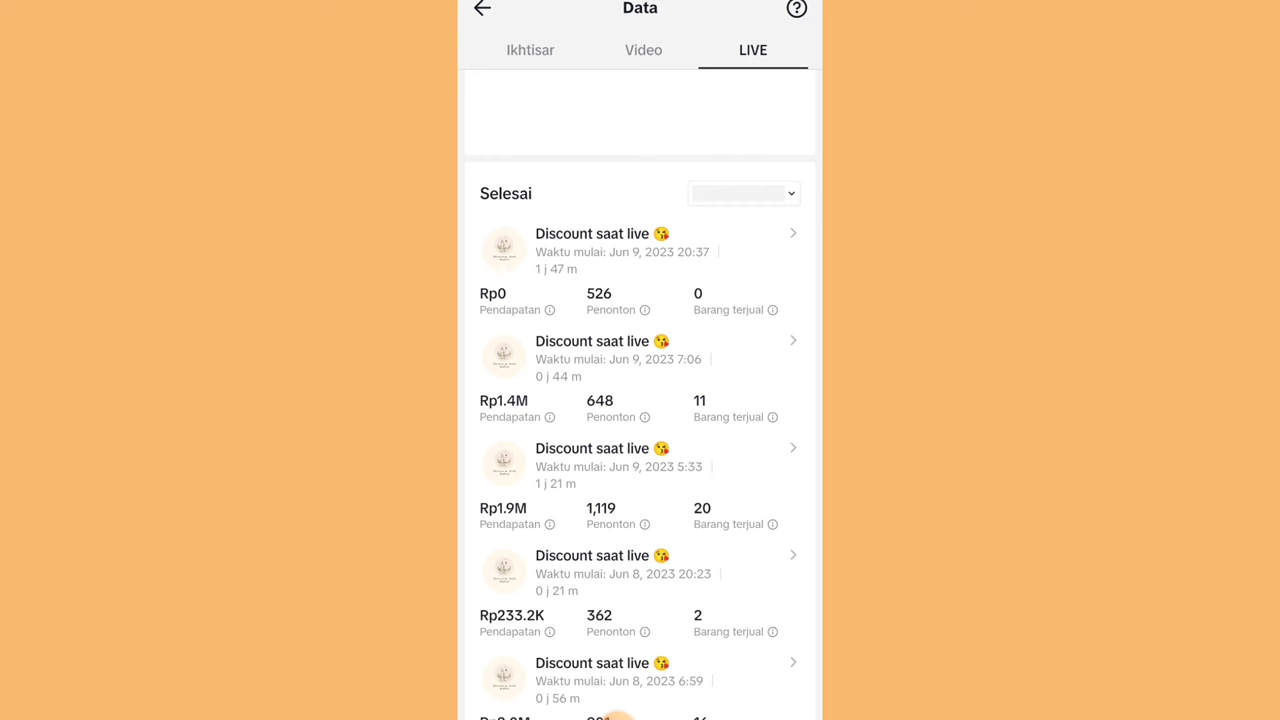 Data
Ikhtisar Video LIVE
Selesai
Discount saat live 😘
Waktu mulai: Jun 9, 2023 20:37
1 j 47 m
Rp0 526 0
Pendapatan Penonton Barang terjual
Discount saat live 😘
Waktu mulai: Jun 9, 2023 7:06
0 j 44 m
Rp1.4M 648 11
Pendapatan Penonton Barang terjual
Discount saat live 😘
Waktu mulai: Jun 9, 2023 5:33
1 j 21 m
Rp1.9M 1,119 20
Pendapatan Penonton Barang terjual
Discount saat live 😘
Waktu mulai: Jun 8, 2023 20:23
0 j 21 m
Rp233.2K 362 2
Pendapatan Penonton Barang terjual
Discount saat live 😘
Waktu mulai: Jun 8, 2023 6:59
0 j 56 m